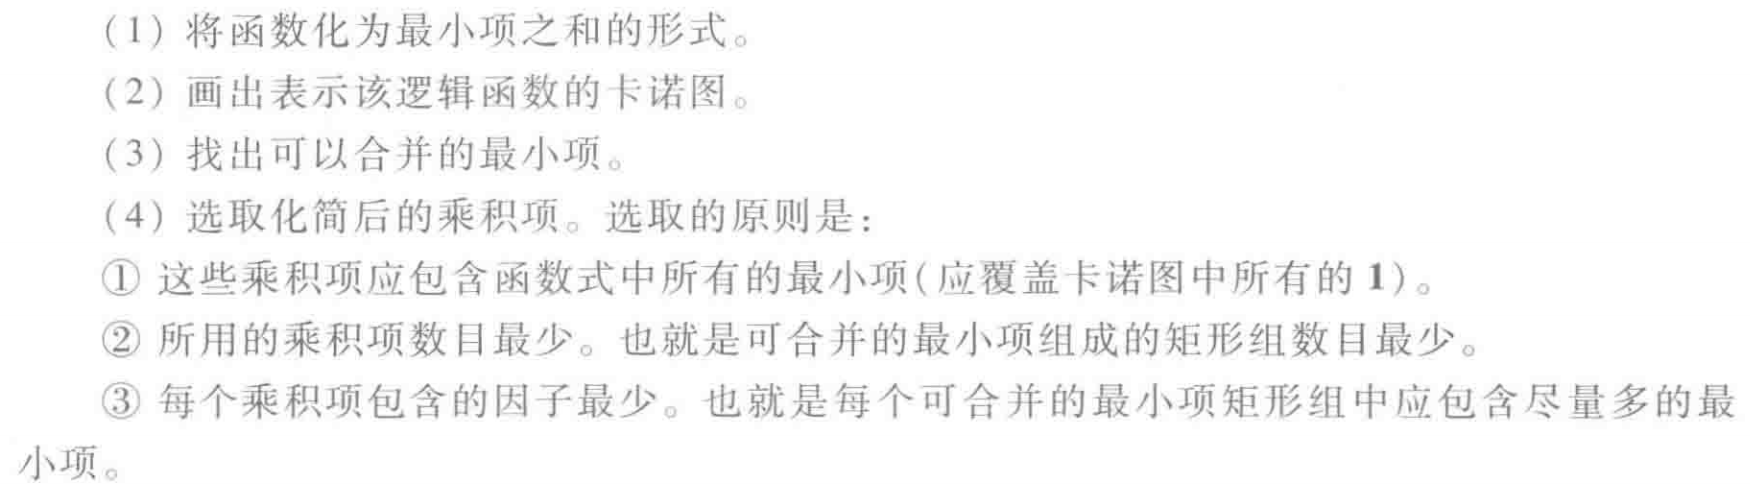 (1) 将函数化为最小项之和的形式。
(2) 画出表示该逻辑函数的卡诺图。
(3) 找出可以合并的最小项。
(4) 选取化简后的乘积项。选取的原则是:
① 这些乘积项应包含函数式中所有的最小项(应覆盖卡诺图中所有的 1)。
② 所用的乘积项数目最少。也就是可合并的最小项组成的矩形组数目最少。
③ 每个乘积项包含的因子最少。也就是每个可合并的最小项矩形组中应包含尽量多的最
小项。